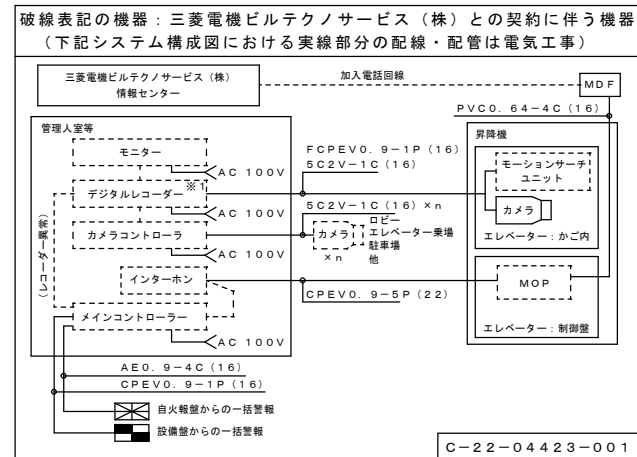 破線表記の機器：三菱電機ビルテクノサービス（株）との契約に伴う機器
（下記システム構成図における実線部分の配線・配管は電気工事）
三菱電機ビルテクノサービス（株）
情報センター
加入電話回線
MDF
PVC0．64－4C（16）
管理人室等
モニター
AC 100V
デジタルレコーダー
※1
AC 100V
カメラコントローラ
AC 100V
（レコーダー異常）
インターホン
メインコントローラー
AC 100V
FCPEV0．9－1P（16）
5C2V－1C（16）
5C2V－1C（16）×n
カメラ
×n
ロビー
エレベーター乗場
駐車場
他
CPEV0．9－5P（22）
昇降機
モーションサーチ
ユニット
カメラ
エレベーター：かご内
MOP
エレベーター：制御盤
AE0．9－4C（16）
CPEV0．9－1P（16）
自火報盤からの一括警報
設備盤からの一括警報
C－22－04423－001